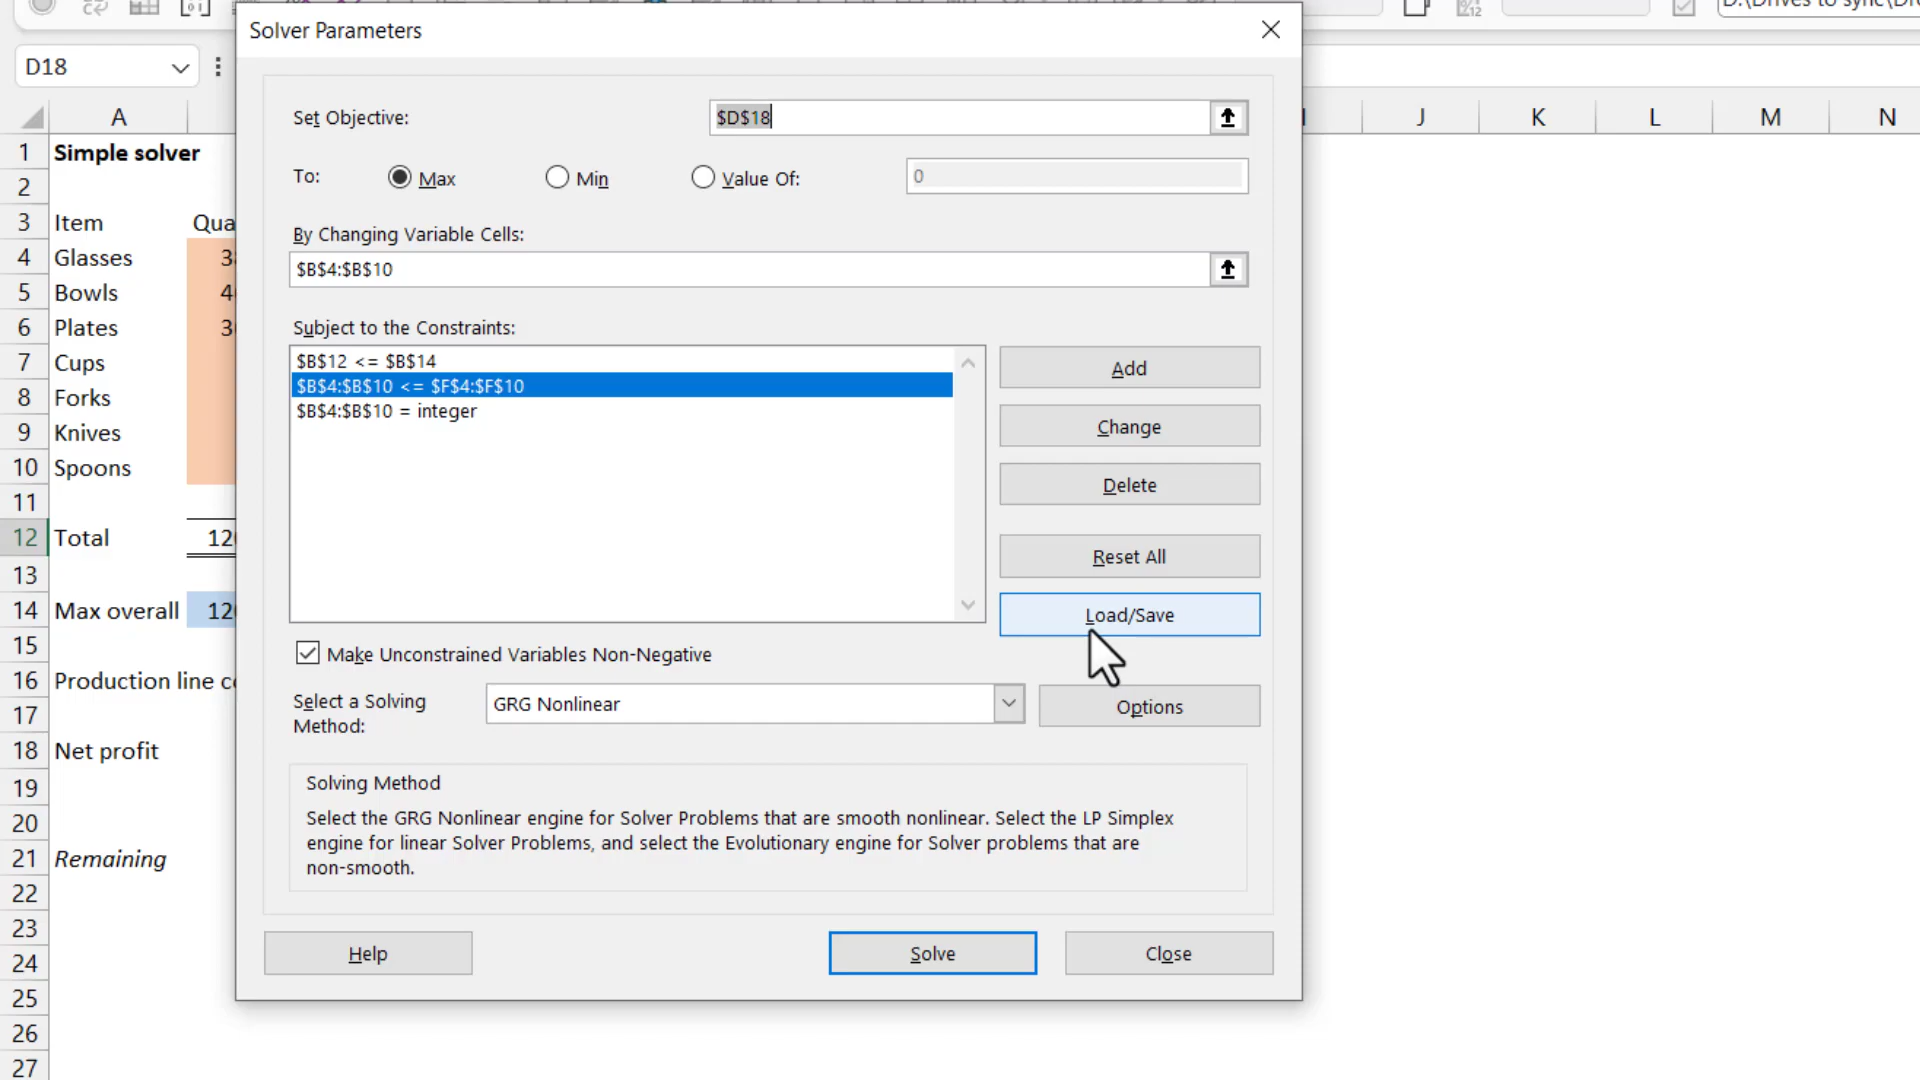 Solver Parameters
D18
Set Objective:
$D$18
To:
Max
Min
Value Of:
0
By Changing Variable Cells:
$B$4:$B$10
Subject to the Constraints:
$B$12 <= $B$14
$B$4:$B$10 <= $F$4:$F$10
$B$4:$B$10 = integer
Add
Change
Delete
Reset All
Load/Save
Make Unconstrained Variables Non-Negative
Select a Solving
Method:
GRG Nonlinear
Options
Solving Method
Select the GRG Nonlinear engine for Solver Problems that are smooth nonlinear. Select the LP Simplex
engine for linear Solver Problems, and select the Evolutionary engine for Solver problems that are
non-smooth.
Help
Solve
Close
A
J
K
L
M
N
1 Simple solver
2
3 Item Qua
4 Glasses
5 Bowls
6 Plates
7 Cups
8 Forks
9 Knives
10 Spoons
11
12 Total 12
13
14 Max overall 12
15
16 Production line
17
18 Net profit
19
20
21 Remaining
22
23
24
25
26
27